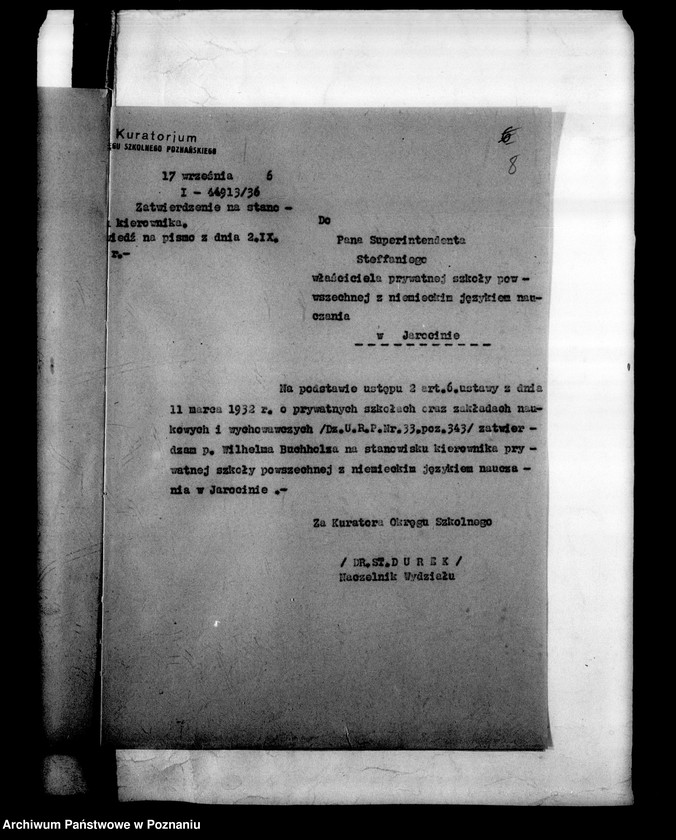 Kuratorium
EGU SZKOLNEGO POZNAŃSKIEGO
6
8
17 września 6
I - 44913/36
Zatwierdzenie na stano -
kierownika.
iedź na pismo z dnia 2.IX.
r.-
Do
Pana Superintendenta
Steffaniego
właściciela prywatnej szkoły pow -
wszechnej z niemieckim językiem nau-
czania
w Jarocinie
Na podstawie ustępu 2 art.6.ustawy z dnia
11 marca 1932 r. o prywatnych szkołach oraz zakładach nau-
kowych i wychowawczych /Dz.U.R.P.Nr.33.poz.343/ zatwier -
dzam p. Wilhelma Buchholza na stanowisku kierownika pry -
watnej szkoły powszechnej z niemieckim językiem naucza -
nia w Jarocinie .-
Za Kuratora Okręgu Szkolnego
/ DR.ST.D U R E K /
Naczelnik Wydziału
Archiwum Państwowe w Poznaniu